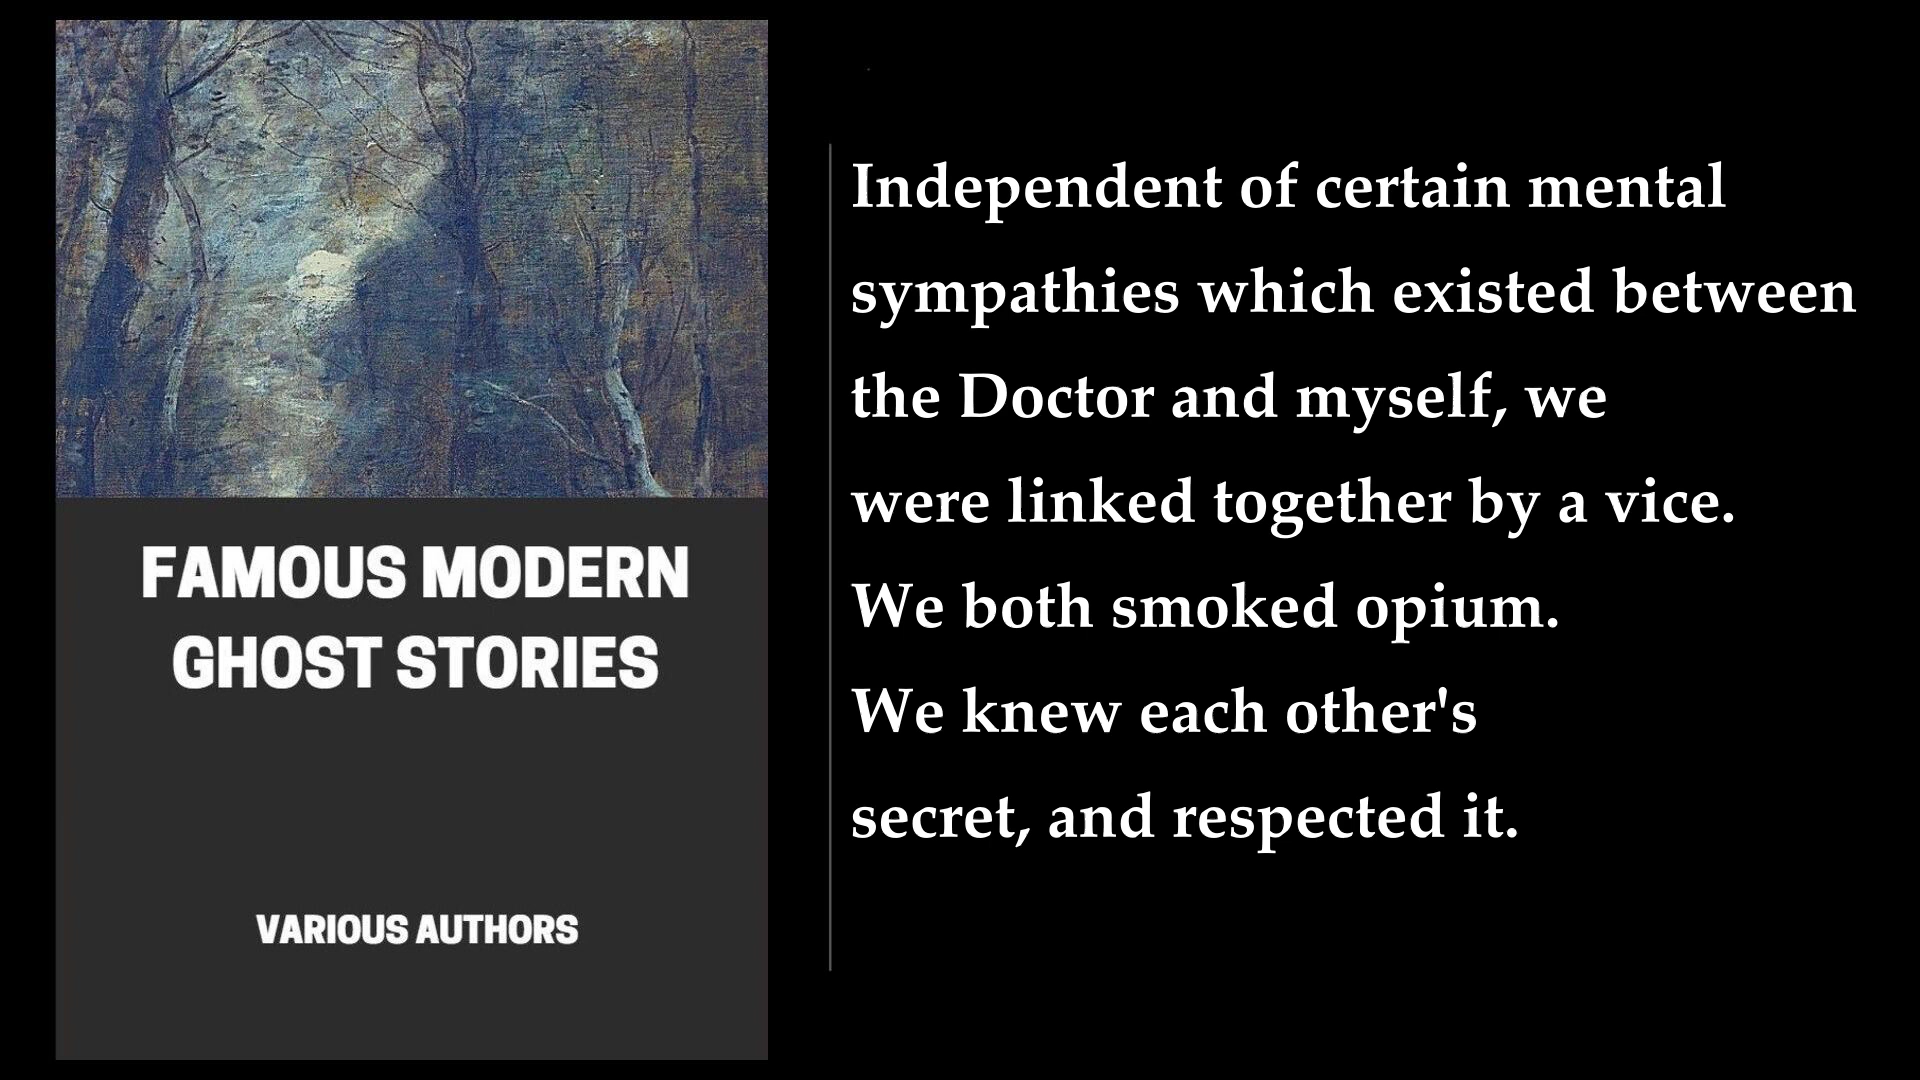 FAMOUS MODERN
GHOST STORIES
VARIOUS AUTHORS
Independent of certain mental
sympathies which existed between
the Doctor and myself, we
were linked together by a vice.
We both smoked opium.
We knew each other's
secret, and respected it.